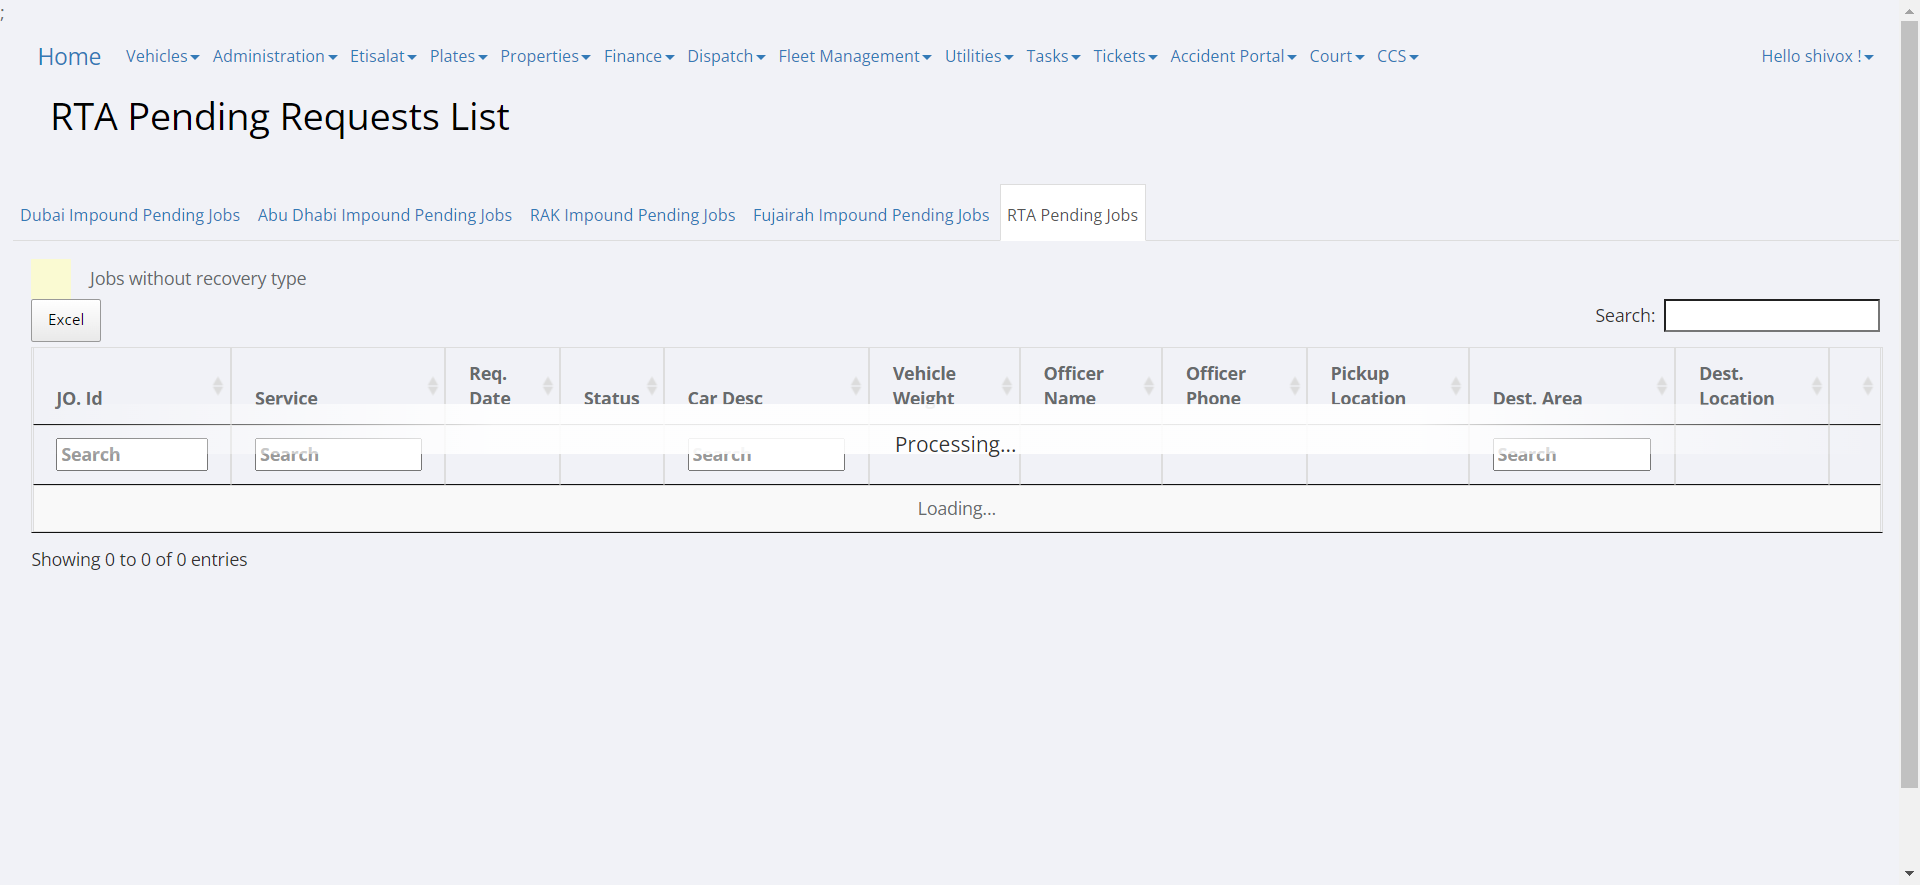 ;
Home Vehicles Administration Etisalat Plates Properties Finance Dispatch Fleet Management Utilities Tasks Tickets Accident Portal Court CCS Hello shivox !
RTA Pending Requests List
Dubai Impound Pending Jobs Abu Dhabi Impound Pending Jobs RAK Impound Pending Jobs Fujairah Impound Pending Jobs RTA Pending Jobs
Jobs without recovery type
Excel Search:
JO. Id Service Req. Date Status Car Desc Vehicle Weight Officer Name Officer Phone Pickup Location Dest. Area Dest. Location
Search Search Search Search
Processing...
Loading...
Showing 0 to 0 of 0 entries